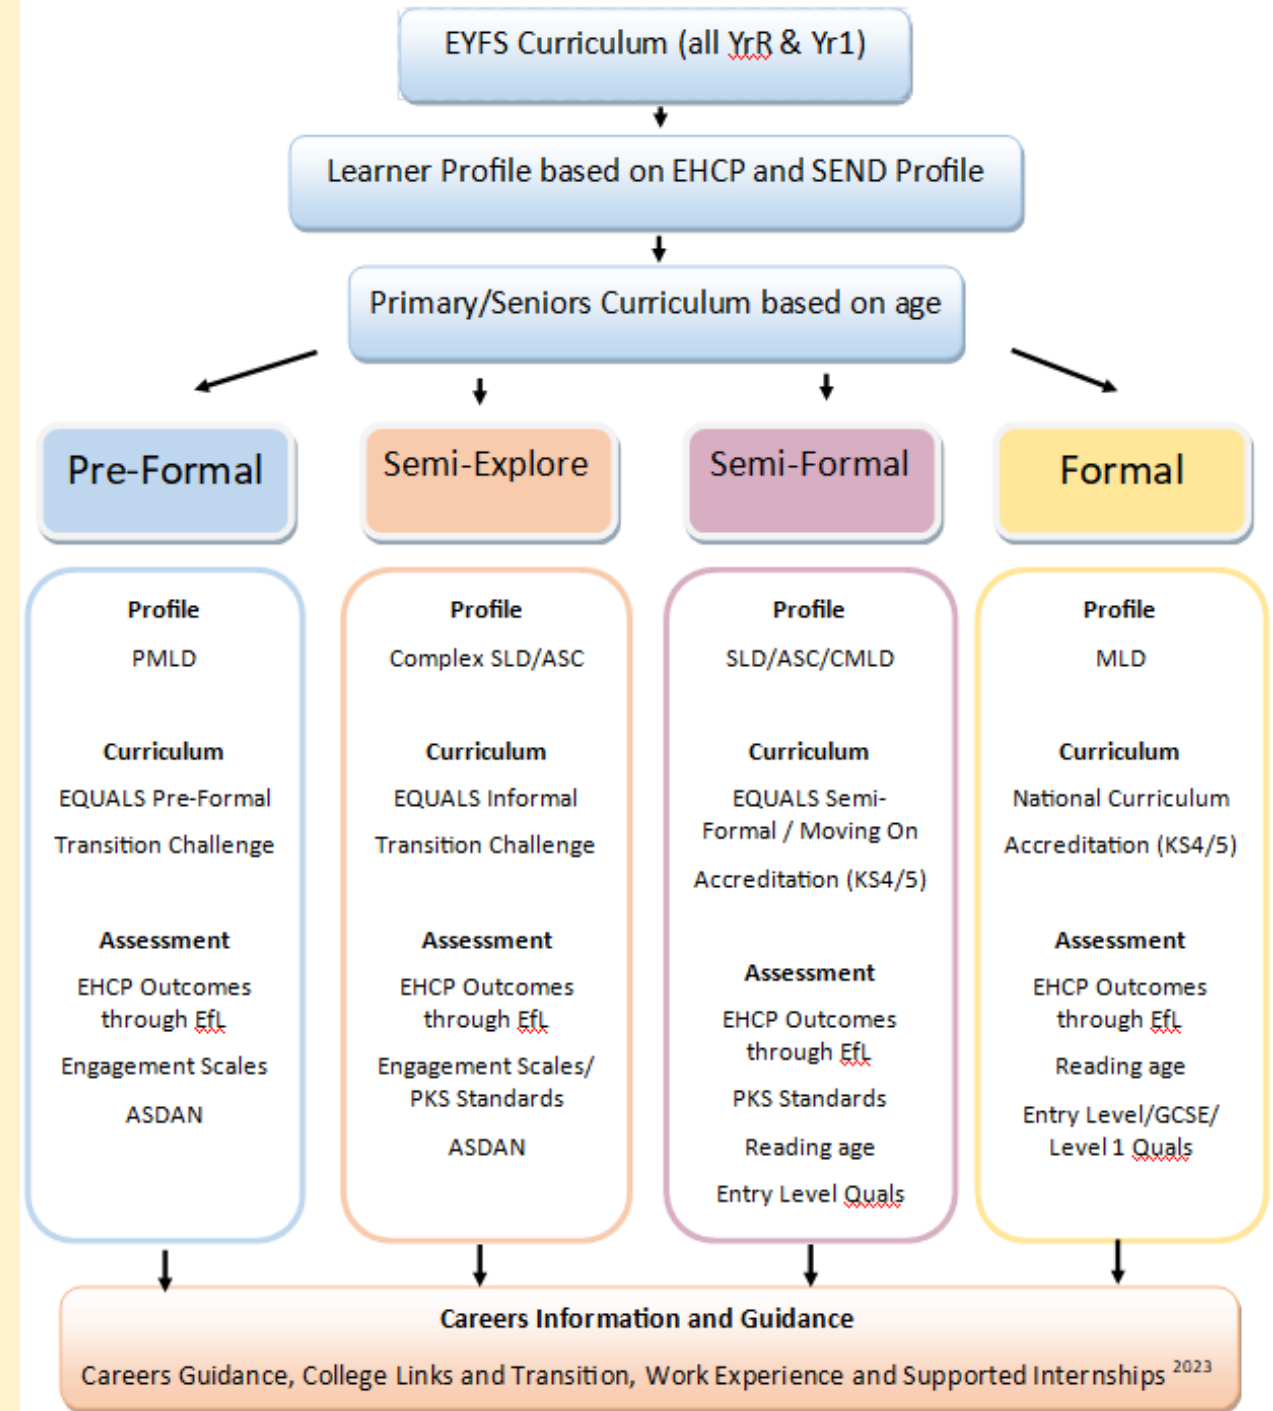 EYFS Curriculum (all YrR & Yr1)
Learner Profile based on EHCP and SEND Profile
Primary/Seniors Curriculum based on age
Pre-Formal
Semi-Explore
Semi-Formal
Formal
Profile
PMLD
Curriculum
EQUALS Pre-Formal
Transition Challenge
Assessment
EHCP Outcomes
through EfL
Engagement Scales
ASDAN
Profile
Complex SLD/ASC
Curriculum
EQUALS Informal
Transition Challenge
Assessment
EHCP Outcomes
through EfL
Engagement Scales/
PKS Standards
ASDAN
Profile
SLD/ASC/CMLD
Curriculum
EQUALS Semi-
Formal / Moving On
Accreditation (KS4/5)
Assessment
EHCP Outcomes
through EfL
PKS Standards
Reading age
Entry Level Quals
Profile
MLD
Curriculum
National Curriculum
Accreditation (KS4/5)
Assessment
EHCP Outcomes
through EfL
Reading age
Entry Level/GCSE/
Level 1 Quals
Careers Information and Guidance
Careers Guidance, College Links and Transition, Work Experience and Supported Internships 2023